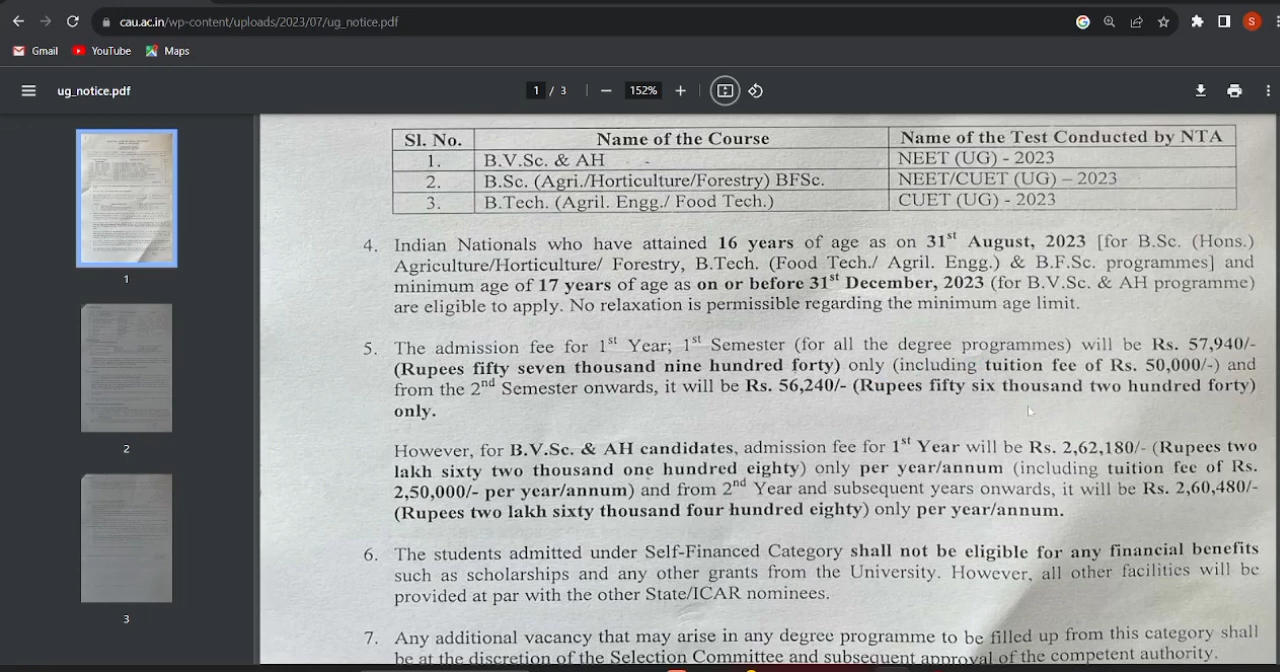 cau.ac.in/wp-content/uploads/2023/07/ug_notice.pdf
S
Gmail YouTube Maps
ug_notice.pdf
1 / 3
152%
Sl. No. Name of the Course Name of the Test Conducted by NTA
1. B.V.Sc. & AH NEET (UG) - 2023
2. B.Sc. (Agri./Horticulture/Forestry) BFSc. NEET/CUET (UG) – 2023
3. B.Tech. (Agril. Engg./ Food Tech.) CUET (UG) - 2023
4. Indian Nationals who have attained 16 years of age as on 31st August, 2023 [for B.Sc. (Hons.)
Agriculture/Horticulture/ Forestry, B.Tech. (Food Tech./ Agril. Engg.) & B.F.Sc. programmes] and
minimum age of 17 years of age as on or before 31st December, 2023 (for B.V.Sc. & AH programme)
are eligible to apply. No relaxation is permissible regarding the minimum age limit.
5. The admission fee for 1st Year; 1st Semester (for all the degree programmes) will be Rs. 57,940/-
(Rupees fifty seven thousand nine hundred forty) only (including tuition fee of Rs. 50,000/-) and
from the 2nd Semester onwards, it will be Rs. 56,240/- (Rupees fifty six thousand two hundred forty)
only.
However, for B.V.Sc. & AH candidates, admission fee for 1st Year will be Rs. 2,62,180/- (Rupees two
lakh sixty two thousand one hundred eighty) only per year/annum (including tuition fee of Rs.
2,50,000/- per year/annum) and from 2nd Year and subsequent years onwards, it will be Rs. 2,60,480/-
(Rupees two lakh sixty thousand four hundred eighty) only per year/annum.
6. The students admitted under Self-Financed Category shall not be eligible for any financial benefits
such as scholarships and any other grants from the University. However, all other facilities will be
provided at par with the other State/ICAR nominees.
7. Any additional vacancy that may arise in any degree programme to be filled up from this category shall
be at the discretion of the Selection Committee and subsequent approval of the competent authority.
1
2
3